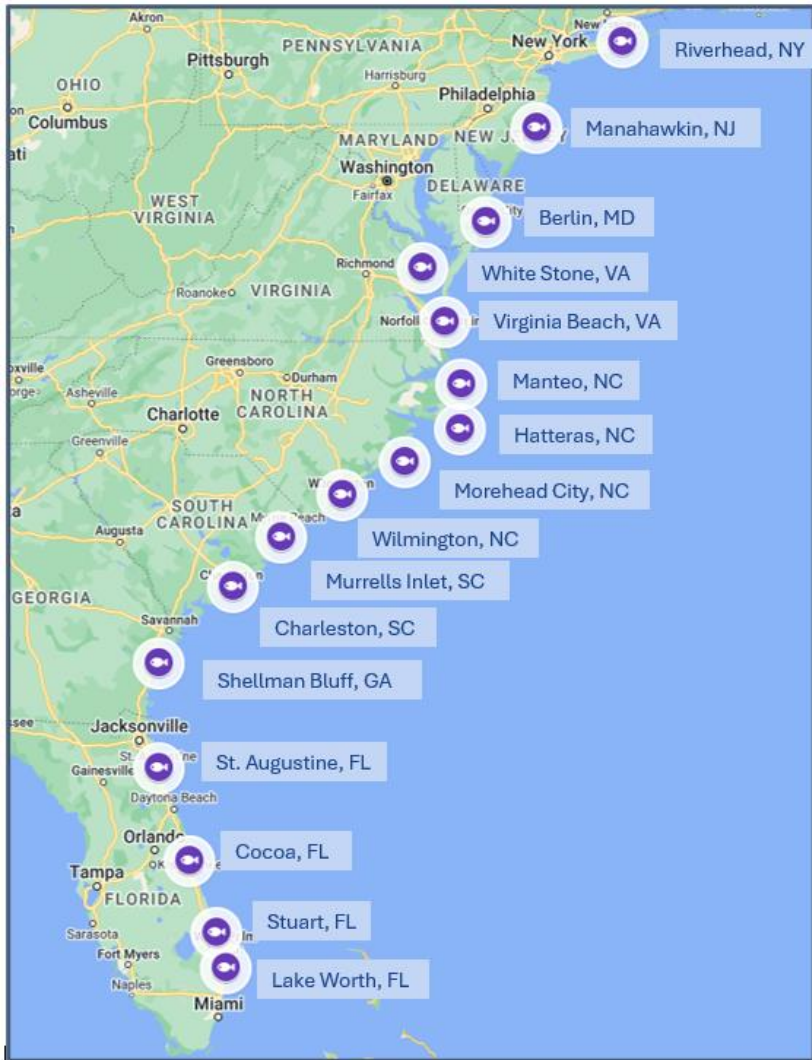 Akron
New York
Riverhead, NY
PENNSYLVANIA
Pittsburgh
Harrisburg
OHIO
Columbus
Philadelphia
Manahawkin, NJ
MARYLAND
Washington
Fairfax
DELAWARE
WEST
VIRGINIA
Berlin, MD
Richmond
White Stone, VA
Roanoke
VIRGINIA
Norfolk
Virginia Beach, VA
Greensboro
Durham
Manteo, NC
Asheville
NORTH
CAROLINA
Charlotte
Hatteras, NC
Greenville
Morehead City, NC
SOUTH
CAROLINA
Augusta
Wilmington, NC
Murrells Inlet, SC
GEORGIA
Savannah
Charleston, SC
Shellman Bluff, GA
Jacksonville
St. Augustine, FL
Gainesville
Daytona Beach
Orlando
Cocoa, FL
Tampa
FLORIDA
Sarasota
Stuart, FL
Fort Myers
Lake Worth, FL
Naples
Miami